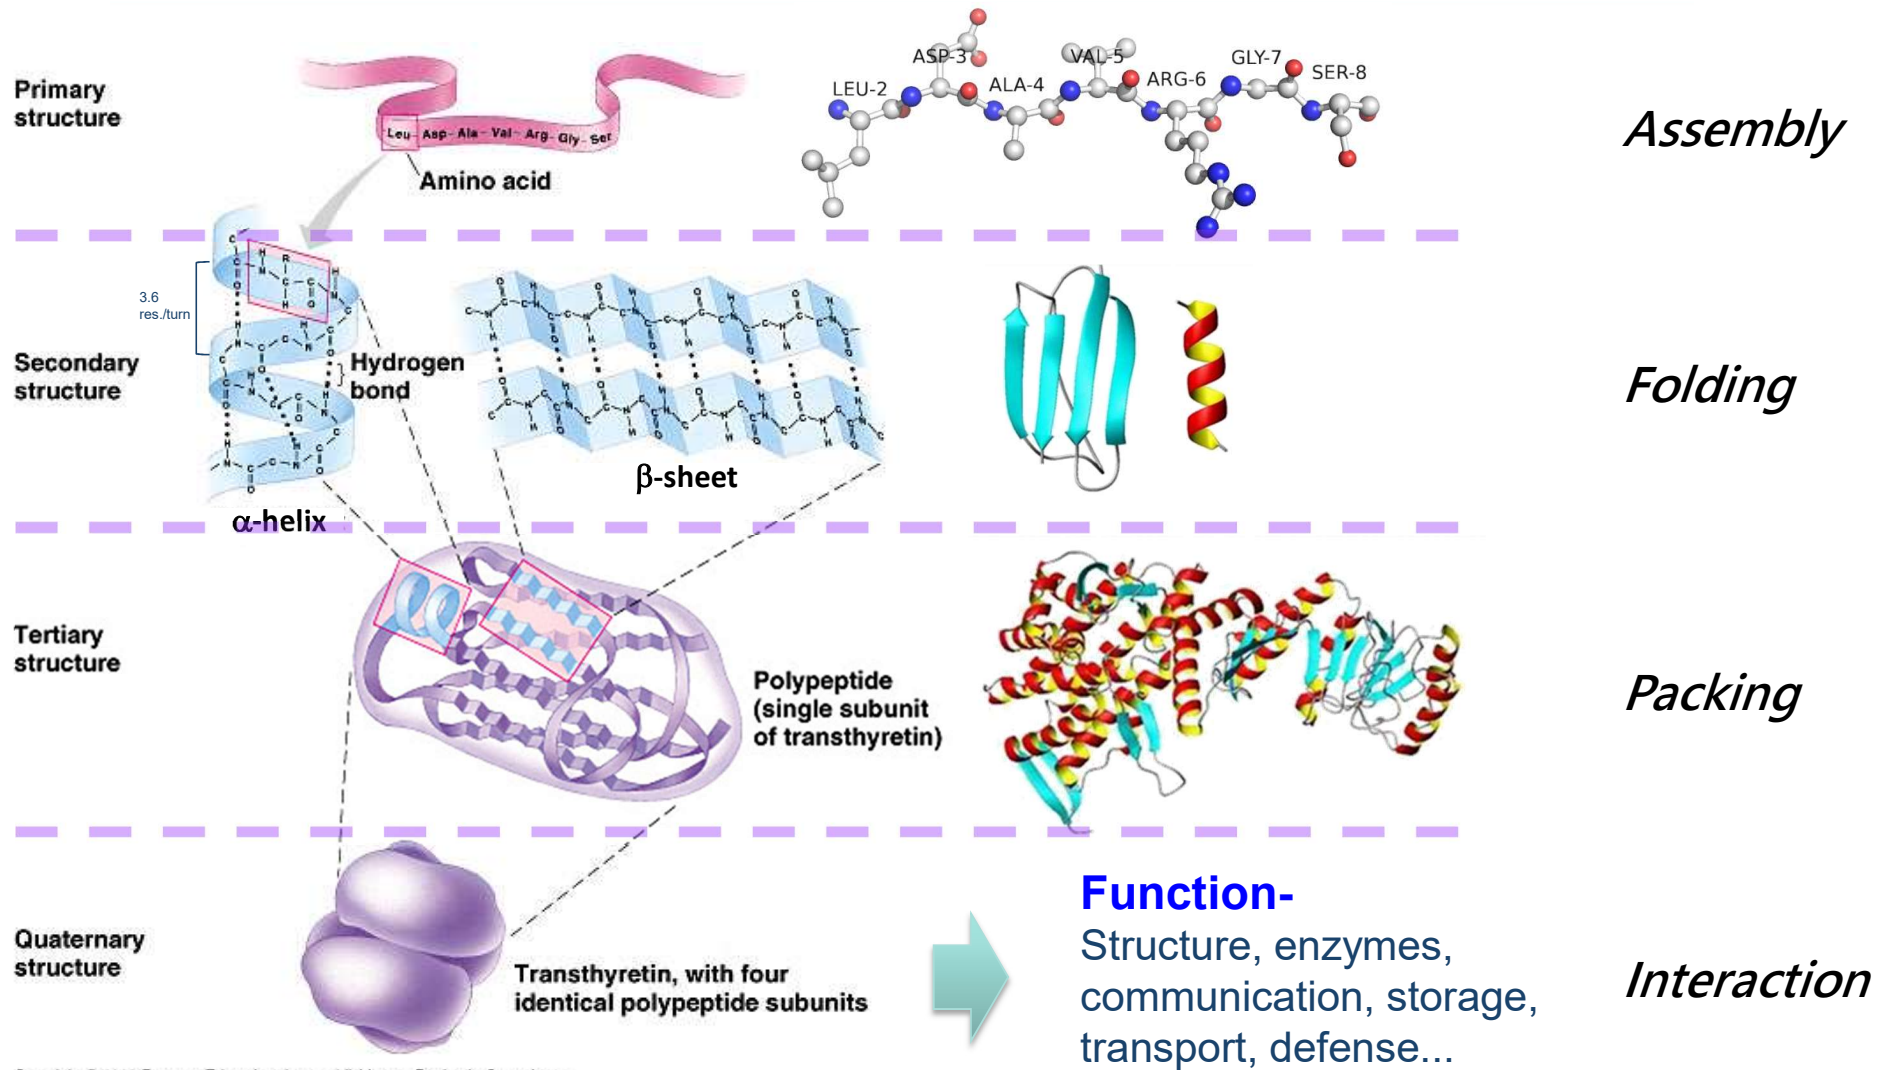 Primary
structure
Leu - Asp - Ala - Val - Arg - Gly - Ser
Amino acid
LEU-2
ASP-3
ALA-4
VAL-5
ARG-6
GLY-7
SER-8
Assembly
Secondary
structure
3.6
res./turn
Hydrogen
bond
α-helix
β-sheet
Folding
Tertiary
structure
Polypeptide
(single subunit
of transthyretin)
Packing
Quaternary
structure
Transthyretin, with four
identical polypeptide subunits
Function-
Structure, enzymes,
communication, storage,
transport, defense...
Interaction